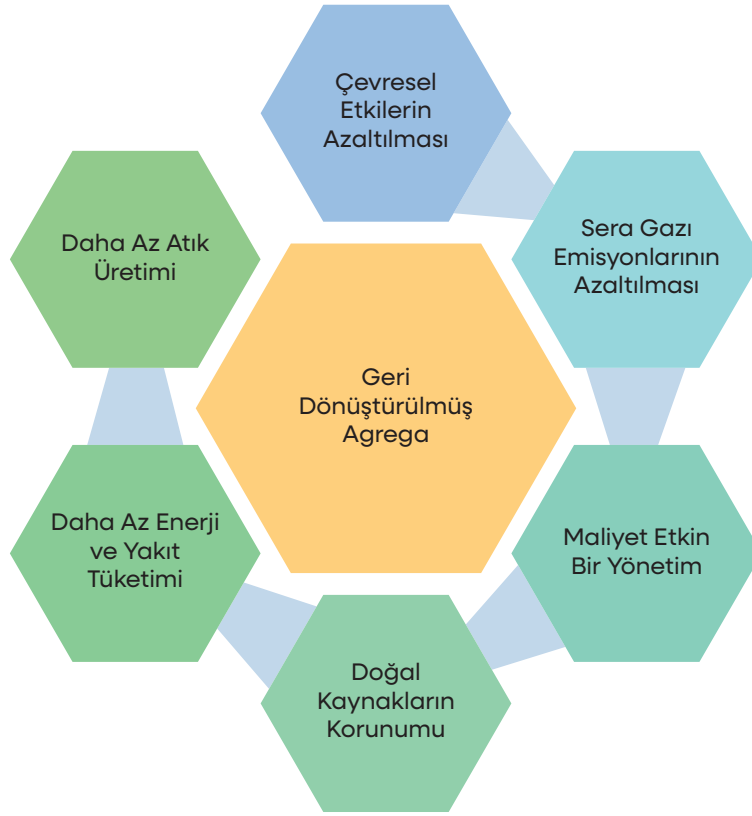 Çevresel
Etkilerin
Azaltılması
Sera Gazı
Emisyonlarının
Azaltılması
Maliyet Etkin
Bir Yönetim
Doğal
Kaynakların
Korunumu
Daha Az Enerji
ve Yakıt
Tüketimi
Daha Az Atık
Üretimi
Geri
Dönüştürülmüş
Agrega